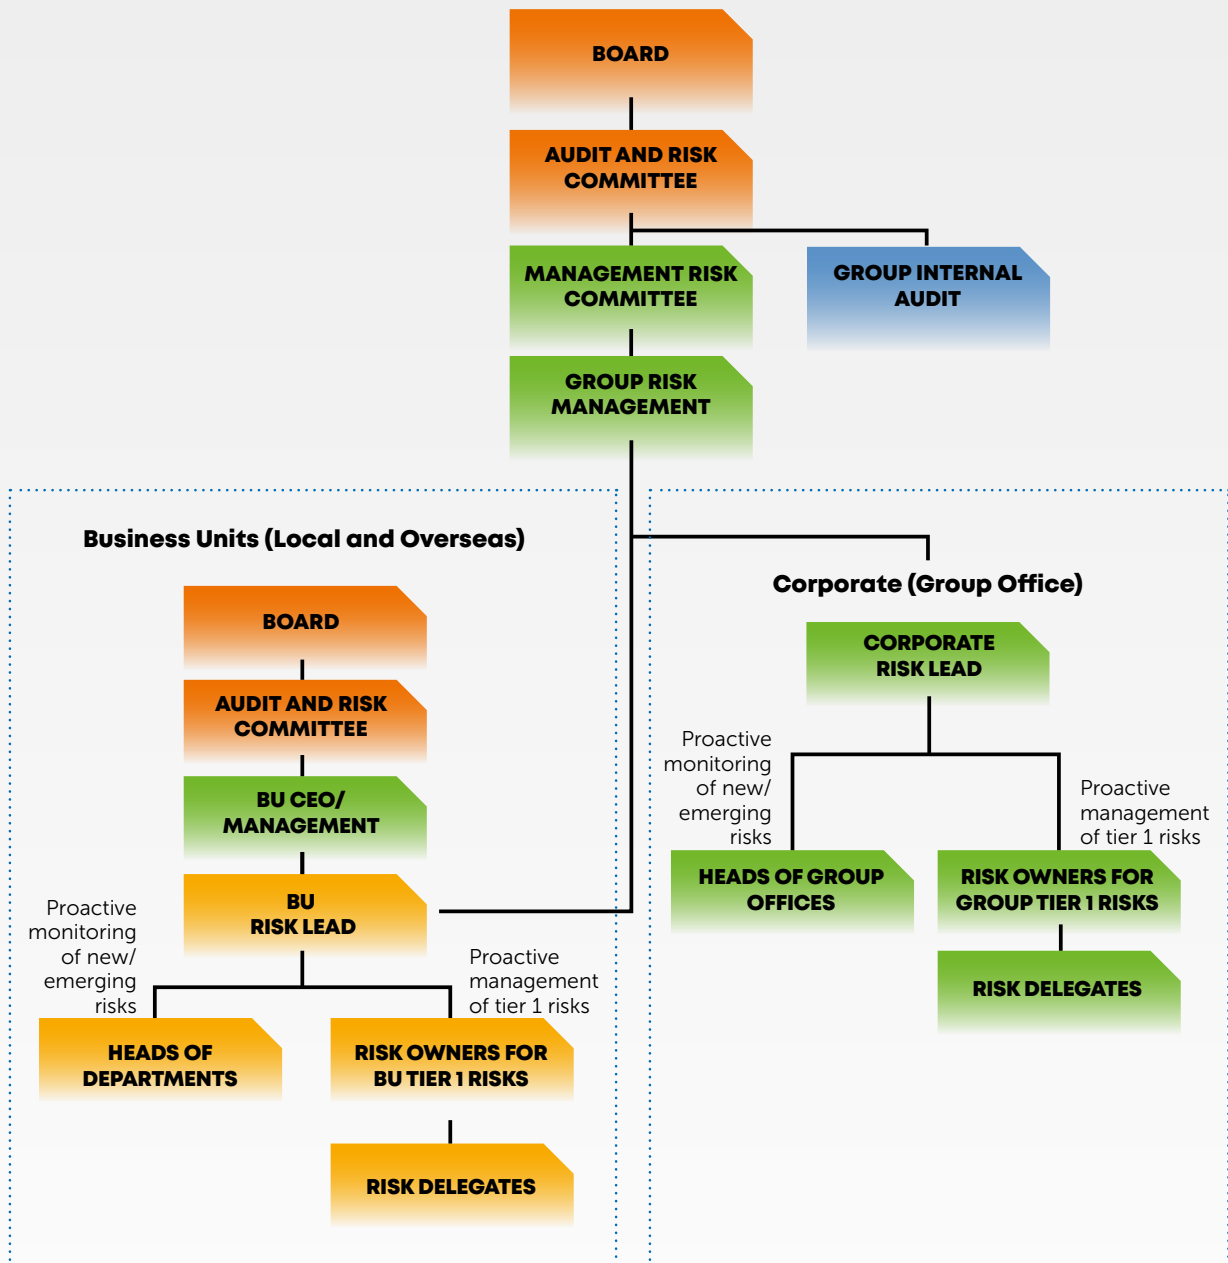 BOARD
AUDIT AND RISK
COMMITTEE
MANAGEMENT RISK
COMMITTEE
GROUP INTERNAL
AUDIT
GROUP RISK
MANAGEMENT
Business Units (Local and Overseas)
BOARD
AUDIT AND RISK
COMMITTEE
BU CEO/
MANAGEMENT
BU
RISK LEAD
Proactive
monitoring
of new/
emerging
risks
Proactive
management
of tier 1 risks
HEADS OF
DEPARTMENTS
RISK OWNERS FOR
BU TIER 1 RISKS
RISK DELEGATES
Corporate (Group Office)
CORPORATE
RISK LEAD
Proactive
monitoring
of new/
emerging
risks
Proactive
management
of tier 1 risks
HEADS OF GROUP
OFFICES
RISK OWNERS FOR
GROUP TIER 1 RISKS
RISK DELEGATES